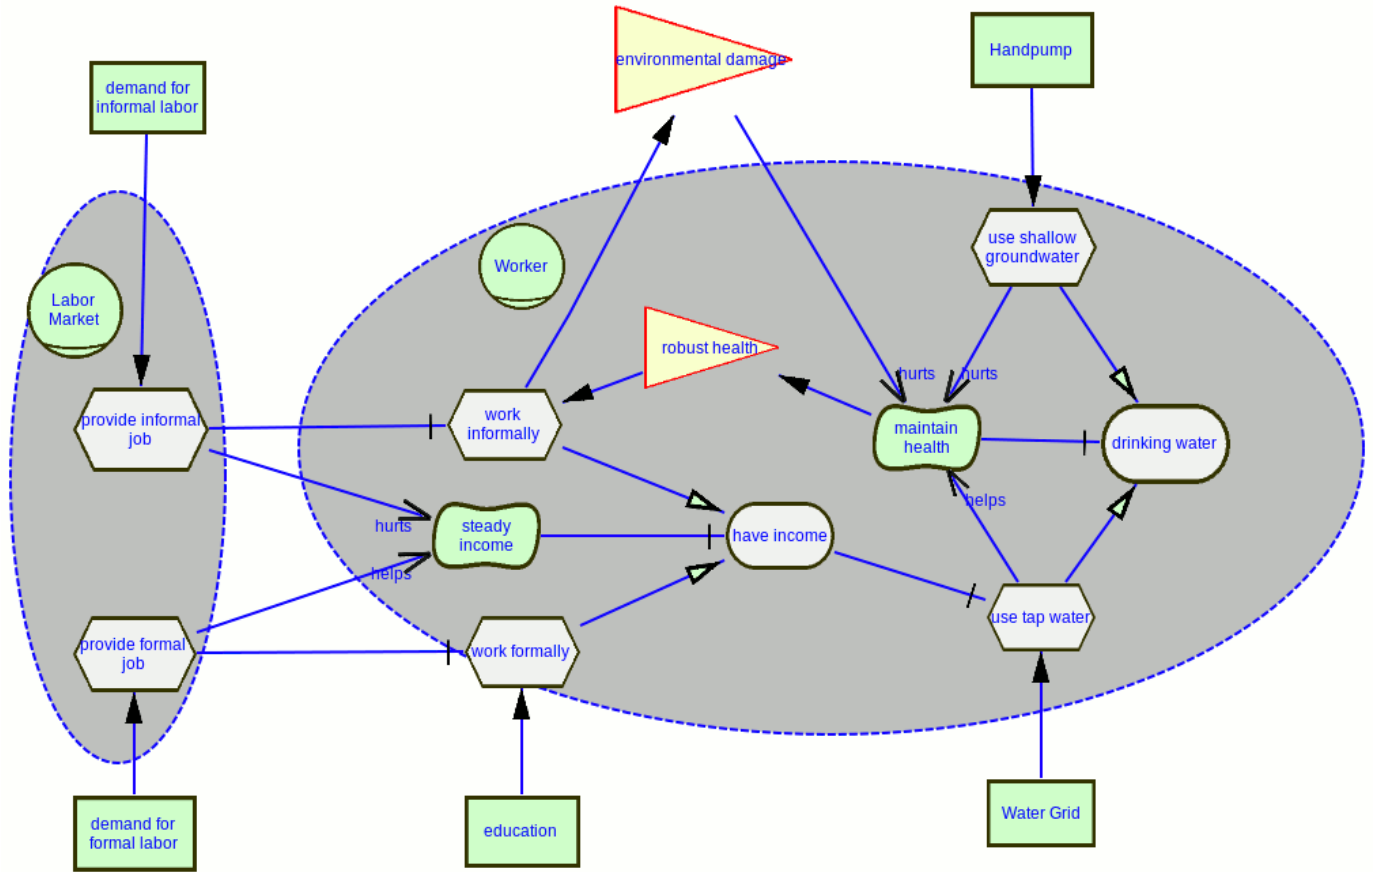 environmental damage
Handpump
demand for
informal labor
use shallow
groundwater
Worker
Labor
Market
robust health
hurts
hurts
provide informal
job
work
informally
maintain
health
drinking water
hurts
steady
income
have income
helps
helps
provide formal
job
work formally
use tap water
demand for
formal labor
education
Water Grid